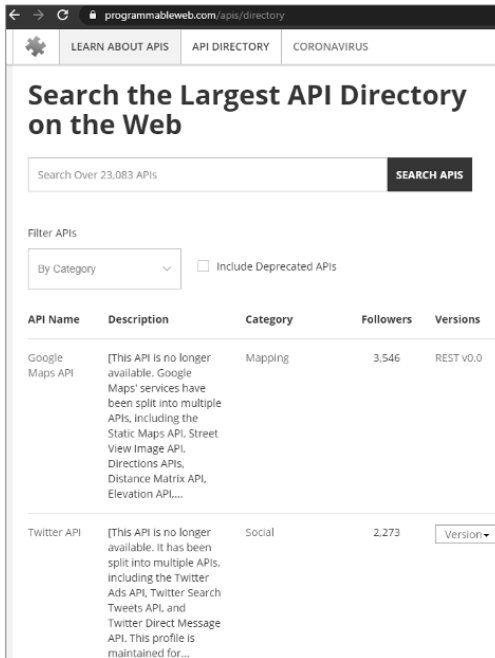 programmableweb.com/apis/directory
LEARN ABOUT APIS API DIRECTORY CORONAVIRUS
Search the Largest API Directory
on the Web
Search Over 23,083 APIs SEARCH APIS
Filter APIs
By Category Include Deprecated APIs
API Name Description Category Followers Versions
Google [This API is no longer Mapping 3,546 REST v0.0
Maps API available. Google
Maps' services have
been split into multiple
APIs, including the
Static Maps API, Street
View Image API,
Directions APIs,
Distance Matrix API,
Elevation API,...
Twitter API [This API is no longer Social 2,273 Version
available. It has been
split into multiple APIs,
including the Twitter
Ads API, Twitter Search
Tweets API, and
Twitter Direct Message
API. This profile is
maintained for...